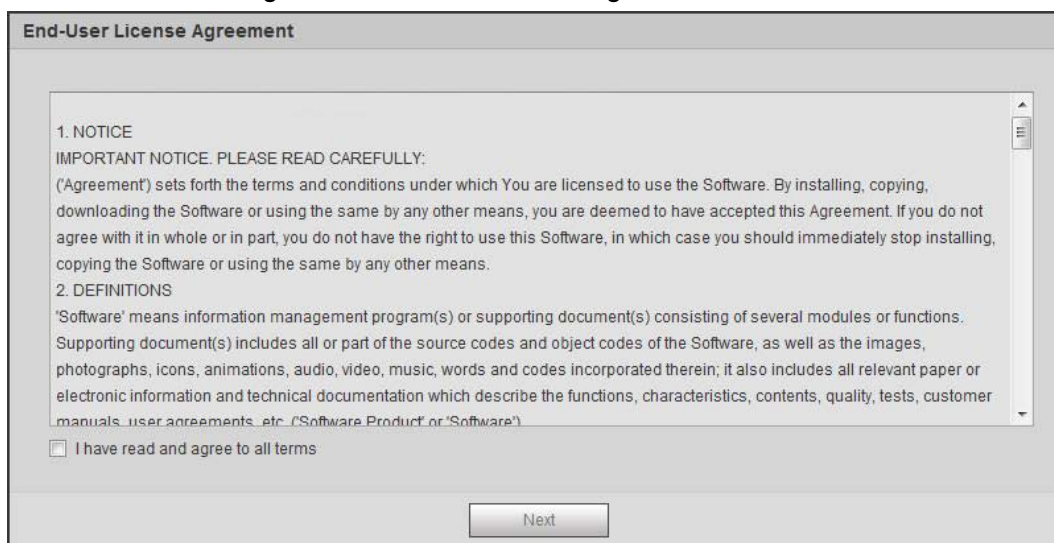 End-User License Agreement
1. NOTICE
IMPORTANT NOTICE. PLEASE READ CAREFULLY:
('Agreement') sets forth the terms and conditions under which You are licensed to use the Software. By installing, copying,
downloading the Software or using the same by any other means, you are deemed to have accepted this Agreement. If you do not
agree with it in whole or in part, you do not have the right to use this Software, in which case you should immediately stop installing,
copying the Software or using the same by any other means.
2. DEFINITIONS
'Software' means information management program(s) or supporting document(s) consisting of several modules or functions.
Supporting document(s) includes all or part of the source codes and object codes of the Software, as well as the images,
photographs, icons, animations, audio, video, music, words and codes incorporated therein; it also includes all relevant paper or
electronic information and technical documentation which describe the functions, characteristics, contents, quality, tests, customer
manuals, user agreements, etc. ('Software Product' or 'Software')
I have read and agree to all terms
Next